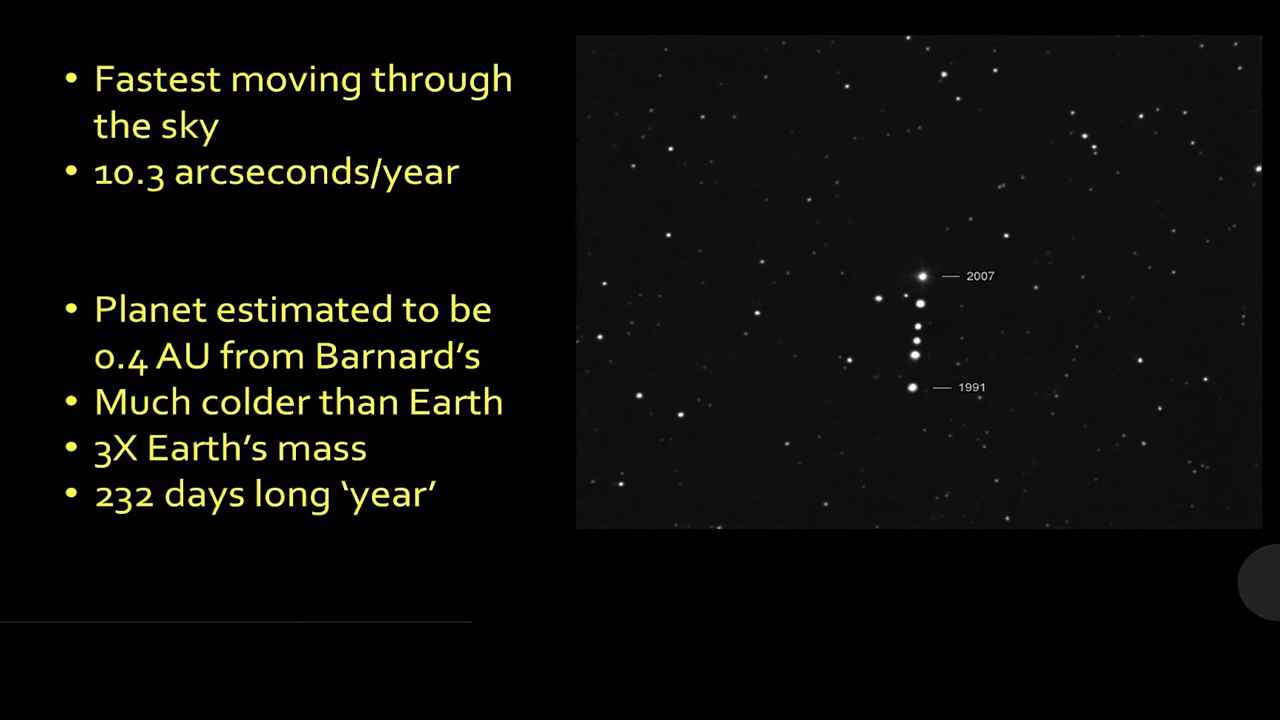 • Fastest moving through
the sky
• 10.3 arcseconds/year
• Planet estimated to be
0.4 AU from Barnard’s
• Much colder than Earth
• 3X Earth’s mass
• 232 days long ‘year’
2007
1991